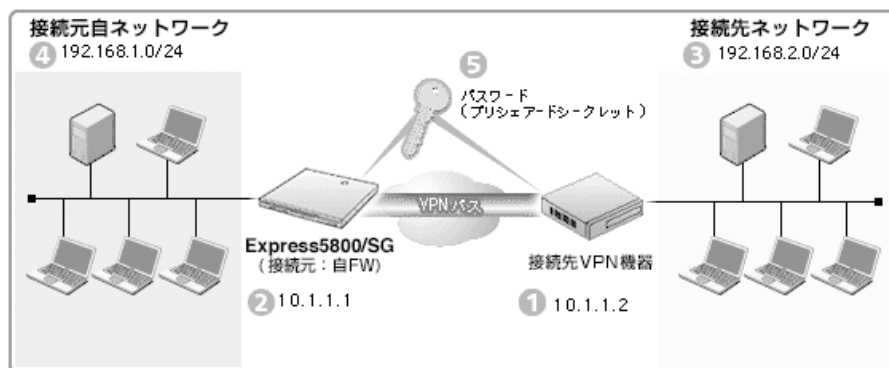 接続元自ネットワーク
④ 192.168.1.0/24
接続先ネットワーク
③ 192.168.2.0/24
⑤
パスワード
(プリシェアードシークレット)
VPNパス
Express5800/SG
(接続元:自FW)
② 10.1.1.1
接続先VPN機器
① 10.1.1.2